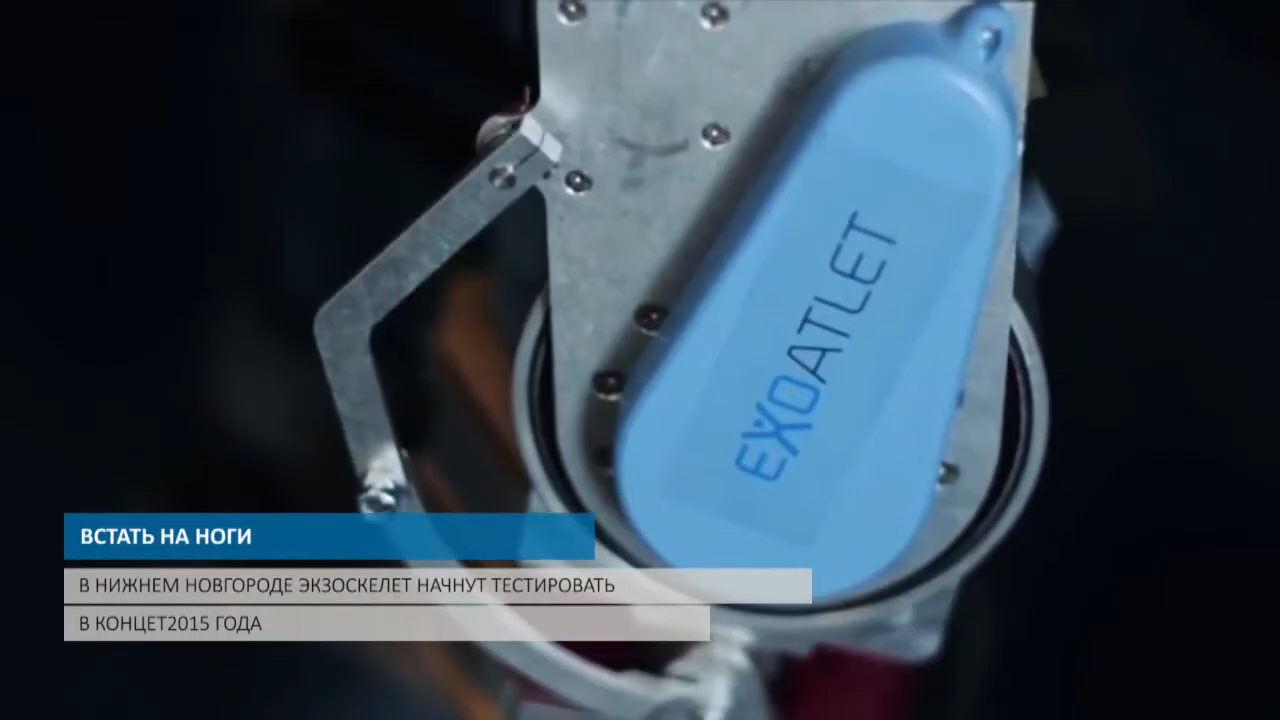 EXOATLET
ВСТАТЬ НА НОГИ
В НИЖНЕМ НОВГОРОДЕ ЭКЗОСКЕЛЕТ НАЧНУТ ТЕСТИРОВАТЬ
В КОНЦЕТ2015 ГОДА